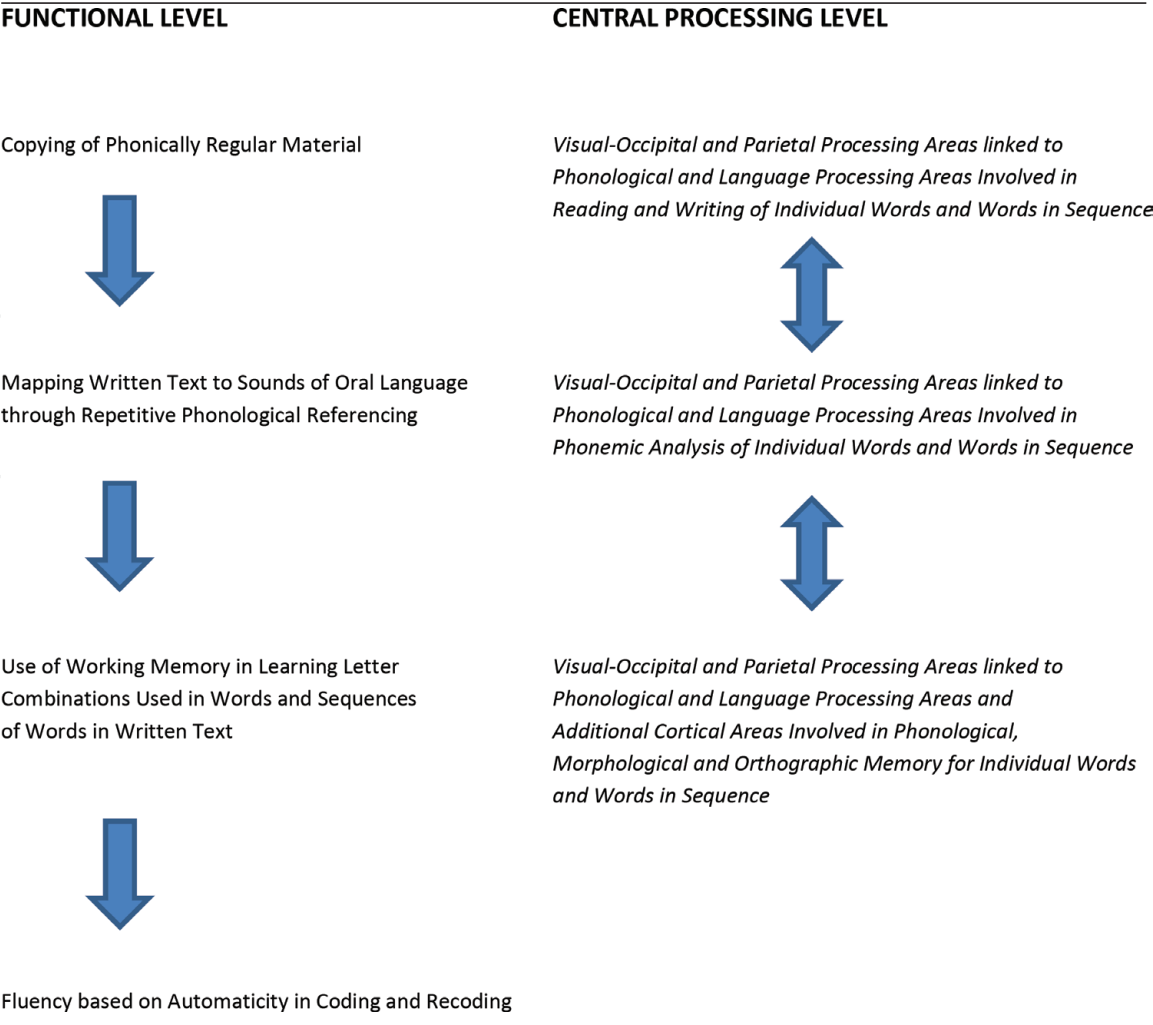 FUNCTIONAL LEVEL
CENTRAL PROCESSING LEVEL
Copying of Phonically Regular Material
Visual-Occipital and Parietal Processing Areas linked to
Phonological and Language Processing Areas Involved in
Reading and Writing of Individual Words and Words in Sequence
Mapping Written Text to Sounds of Oral Language
through Repetitive Phonological Referencing
Visual-Occipital and Parietal Processing Areas linked to
Phonological and Language Processing Areas Involved in
Phonemic Analysis of Individual Words and Words in Sequence
Use of Working Memory in Learning Letter
Combinations Used in Words and Sequences
of Words in Written Text
Visual-Occipital and Parietal Processing Areas linked to
Phonological and Language Processing Areas and
Additional Cortical Areas Involved in Phonological,
Morphological and Orthographic Memory for Individual Words
and Words in Sequence
Fluency based on Automaticity in Coding and Recoding